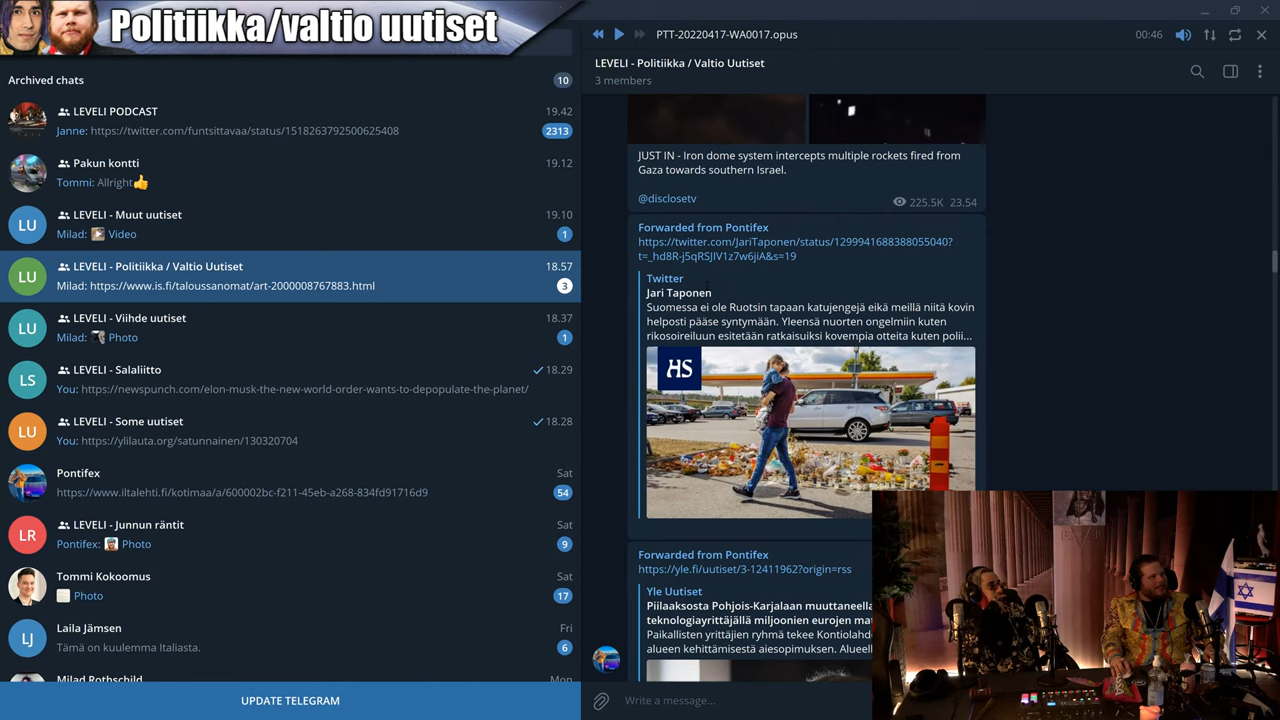 Politiikka/valtio uutiset
PTT-20220417-WA0017.opus
00:46
Archived chats
10
LEVELI PODCAST
19.42
Janne: https://twitter.com/funtsittavaa/status/1518263792500625408
2313
Pakun kontti
19.12
Tommi: Allright👍
LEVELI - Muut uutiset
19.10
LU
Milad: Video
1
LEVELI - Politiikka / Valtio Uutiset
18.57
LU
Milad: https://www.is.fi/taloussanomat/art-2000008767883.html
3
LEVELI - Viihde uutiset
18.37
LU
Milad: Photo
1
LEVELI - Salaliitto
18.29
LS
You: https://newspunch.com/elon-musk-the-new-world-order-wants-to-depopulate-the-planet/
LEVELI - Some uutiset
18.28
LU
You: https://ylilauta.org/satunnainen/130320704
Pontifex
Sat
https://www.iltalehti.fi/kotimaa/a/600002bc-f211-45eb-a268-834fd91716d9
54
LEVELI - Junnun räntit
Sat
LR
Pontifex: Photo
9
Tommi Kokoomus
Sat
Photo
17
Laila Jämsen
Fri
LJ
Tämä on kuulemma Italiasta.
6
Milad Rothschild
Mon
UPDATE TELEGRAM
LEVELI - Politiikka / Valtio Uutiset
3 members
JUST IN - Iron dome system intercepts multiple rockets fired from
Gaza towards southern Israel.
@disclosetv
225.5K 23.54
Forwarded from Pontifex
https://twitter.com/JariTaponen/status/1299941688388055040?
t=_hd8R-j5qRSJIV1z7w6jiA&s=19
Twitter
Jari Taponen
Suomessa ei ole Ruotsin tapaan katujengejä eikä meillä niitä kovin
helposti pääse syntymään. Yleensä nuorten ongelmiin kuten
rikosoireiluun esitetään ratkaisuiksi kovempia otteita kuten polii...
HS
Forwarded from Pontifex
https://yle.fi/uutiset/3-12411962?origin=rss
Yle Uutiset
Piilaaksosta Pohjois-Karjalaan muuttaneella
teknologiayrittäjällä miljoonien eurojen
Paikallisten yrittäjien ryhmä tekee Kontiolahd
alueen kehittämisestä aiesopimuksen. Alueel
Write a message...